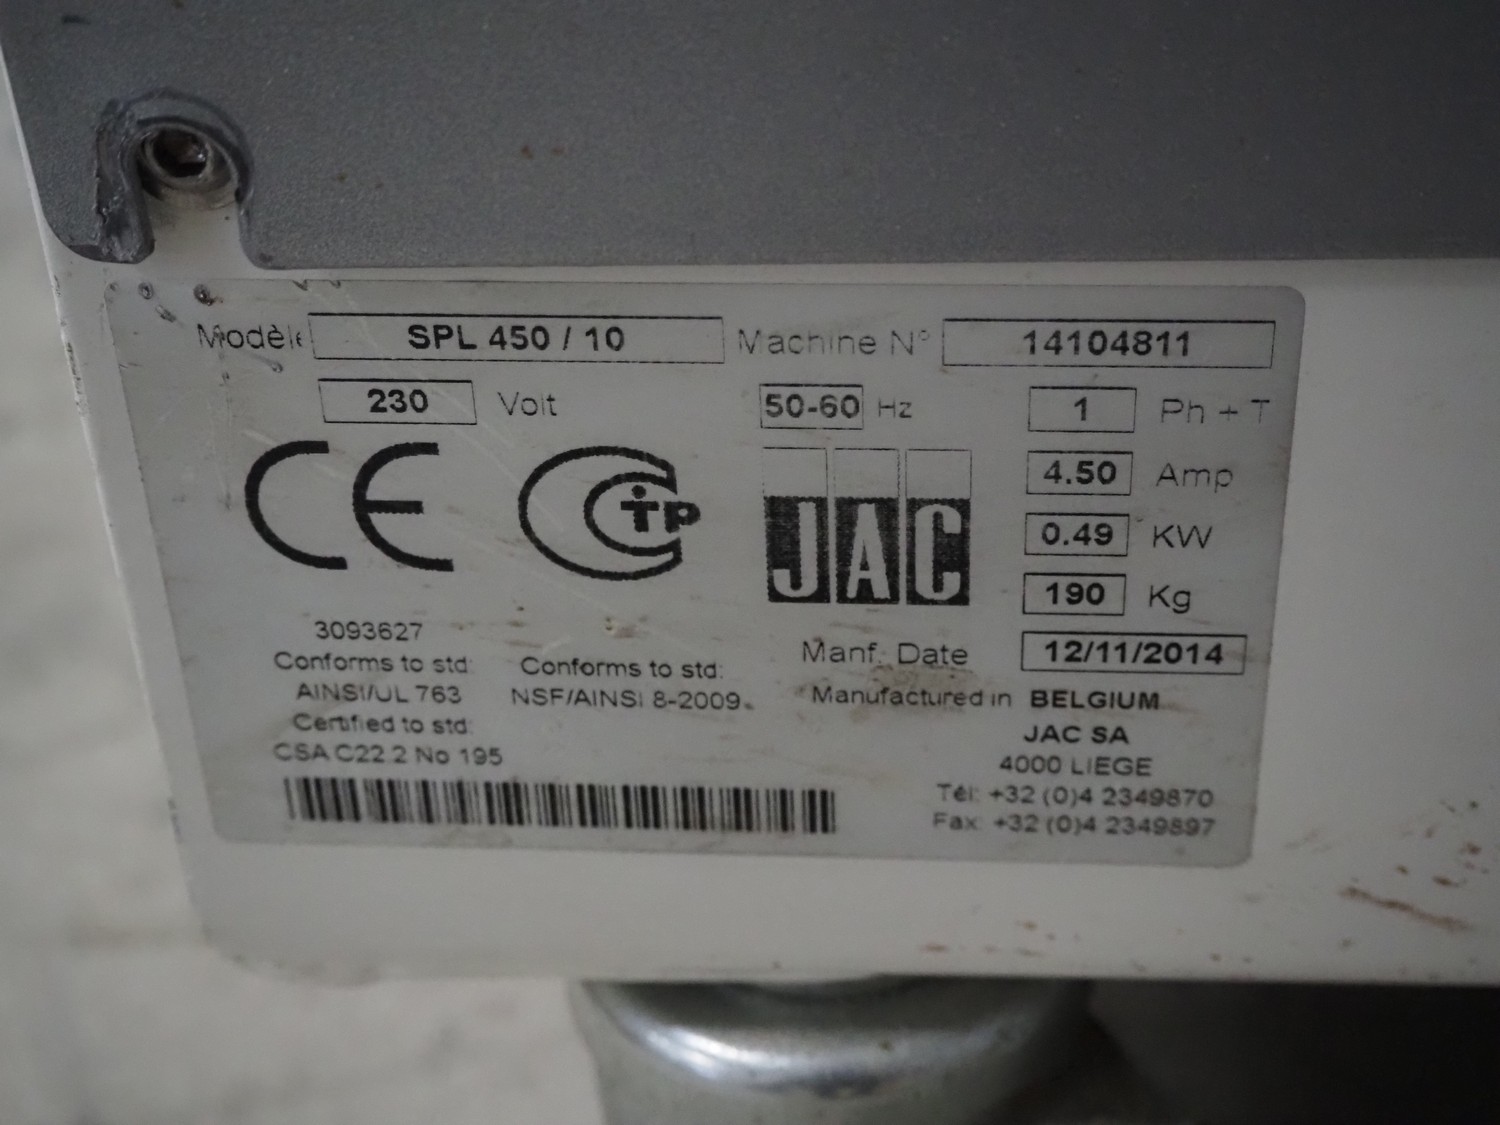 Modèle SPL 450 / 10 Machine N° 14104811
230 Volt 50-60 Hz 1 Ph + T
CE
CTP
JAC
4.50 Amp
0.49 KW
190 Kg
Manf. Date 12/11/2014
3093627
Conforms to std:
AINSI/UL 763
Certified to std:
CSA C22.2 No 195
Conforms to std:
NSF/AINSI 8-2009
Manufactured in BELGIUM
JAC SA
4000 LIEGE
Tél: +32 (0)4 2349870
Fax: +32 (0)4 2349897